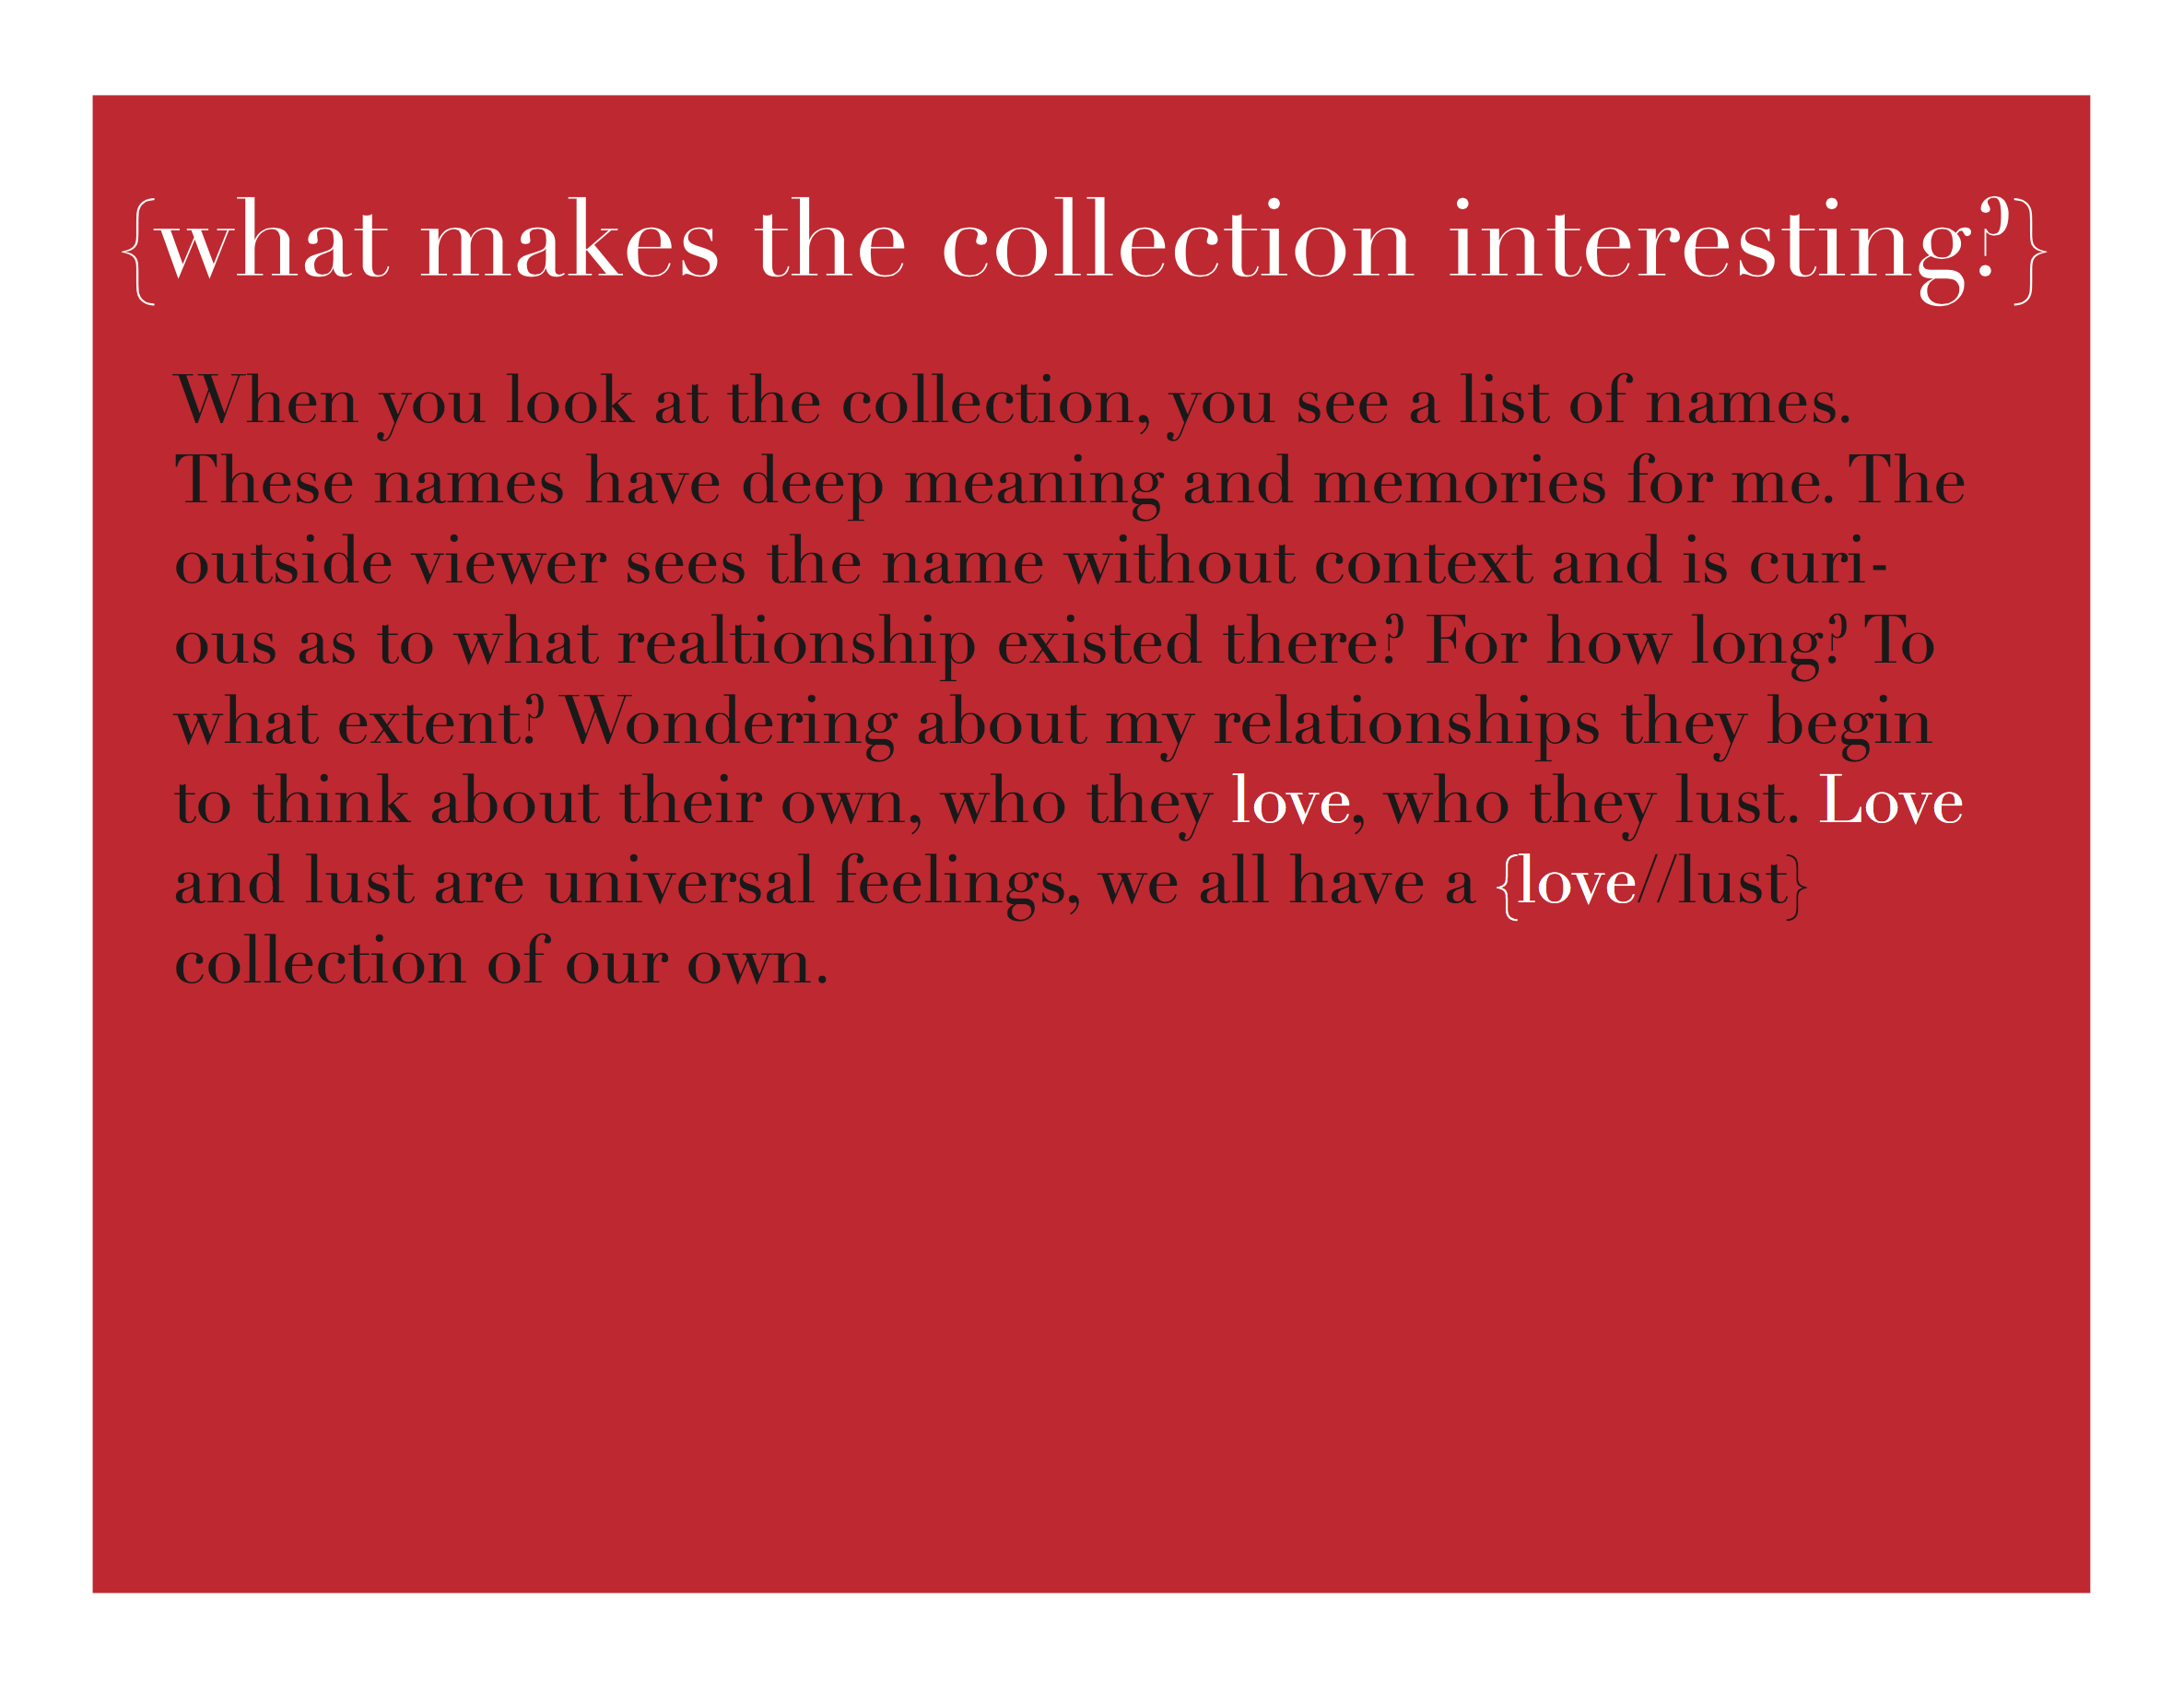 {what makes the collection interesting?}
When you look at the collection, you see a list of names.
These names have deep meaning and memories for me. The
outside viewer sees the name without context and is curi-
ous as to what realtionship existed there? For how long? To
what extent? Wondering about my relationships they begin
to think about their own, who they love, who they lust. Love
and lust are universal feelings, we all have a {love//lust}
collection of our own.